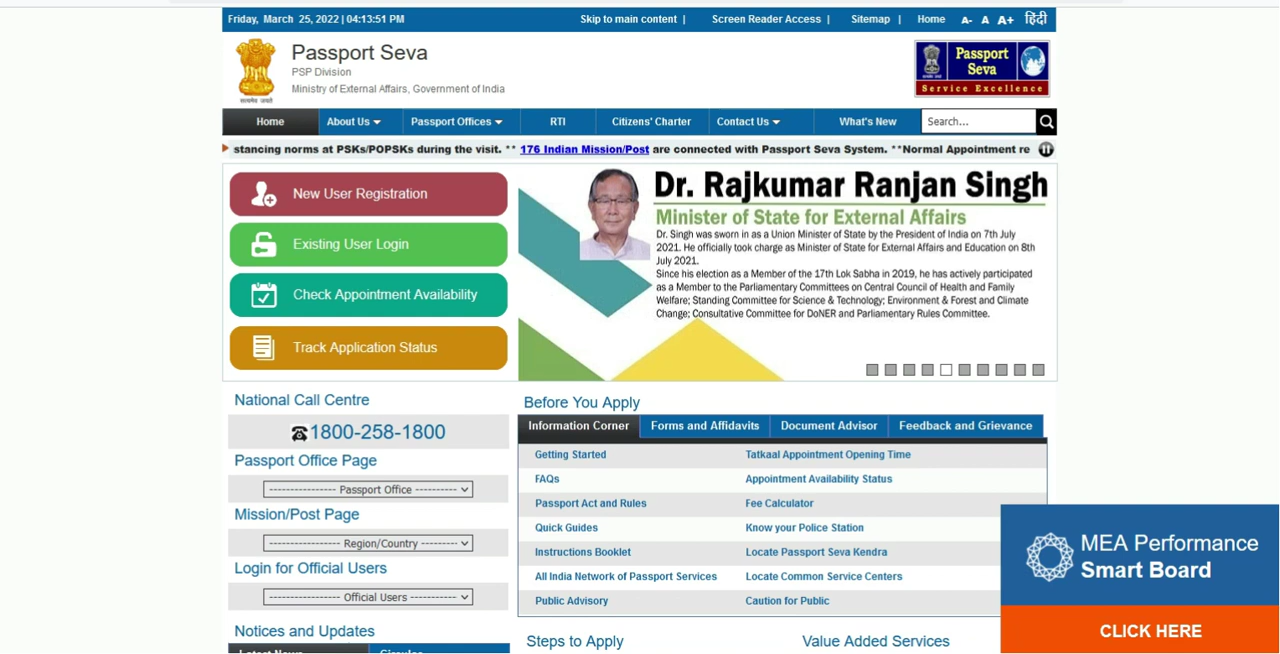 Friday, March 25, 2022 | 04:13:51 PM
Skip to main content |
Screen Reader Access |
Sitemap |
Home
A- A A+ हिंदी
Passport Seva
PSP Division
Ministry of External Affairs, Government of India
सत्यमेव जयते
Passport
Seva
Service Excellence
Home
About Us
Passport Offices
RTI
Citizens' Charter
Contact Us
What's New
Search...
stancing norms at PSKs/POPSKs during the visit. ** 176 Indian Mission/Post are connected with Passport Seva System. **Normal Appointment re
New User Registration
Existing User Login
Check Appointment Availability
Track Application Status
Dr. Rajkumar Ranjan Singh
Minister of State for External Affairs
Dr. Singh was sworn in as a Union Minister of State by the President of India on 7th July
2021. He officially took charge as Minister of State for External Affairs and Education on 8th
July 2021.
Since his election as a Member of the 17th Lok Sabha in 2019, he has actively participated
as a Member to the Parliamentary Committees on Central Council of Health and Family
Welfare; Standing Committee for Science & Technology; Environment & Forest and Climate
Change; Consultative Committee for DoNER and Parliamentary Rules Committee.
National Call Centre
1800-258-1800
Passport Office Page
----------------- Passport Office ----------
Mission/Post Page
------------------ Region/Country ---------
Login for Official Users
------------------ Official Users -----------
Notices and Updates
Latest News
Circulars
Before You Apply
Information Corner
Forms and Affidavits
Document Advisor
Feedback and Grievance
Getting Started
Tatkaal Appointment Opening Time
FAQs
Appointment Availability Status
Passport Act and Rules
Fee Calculator
Quick Guides
Know your Police Station
Instructions Booklet
Locate Passport Seva Kendra
All India Network of Passport Services
Locate Common Service Centers
Public Advisory
Caution for Public
Steps to Apply
Value Added Services
MEA Performance
Smart Board
CLICK HERE